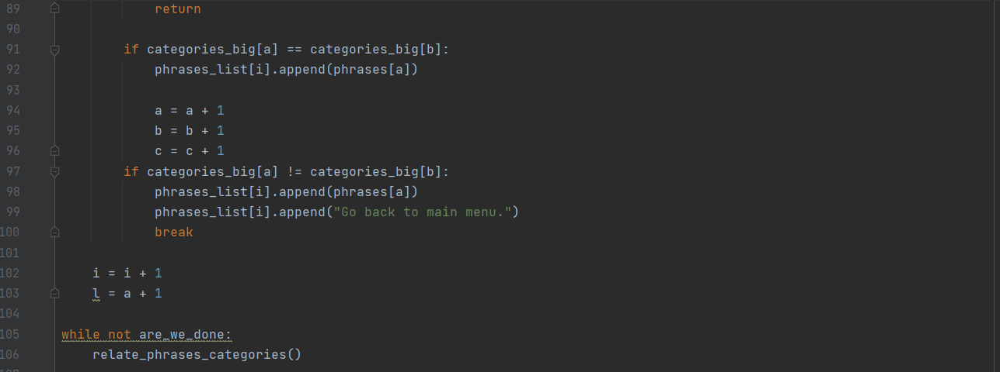 89 return
90
91 if categories_big[a] == categories_big[b]:
92 phrases_list[i].append(phrases[a])
93
94 a = a + 1
95 b = b + 1
96 c = c + 1
97 if categories_big[a] != categories_big[b]:
98 phrases_list[i].append(phrases[a])
99 phrases_list[i].append("Go back to main menu.")
100 break
101
102 i = i + 1
103 l = a + 1
104
105 while not are_we_done:
106 relate_phrases_categories()